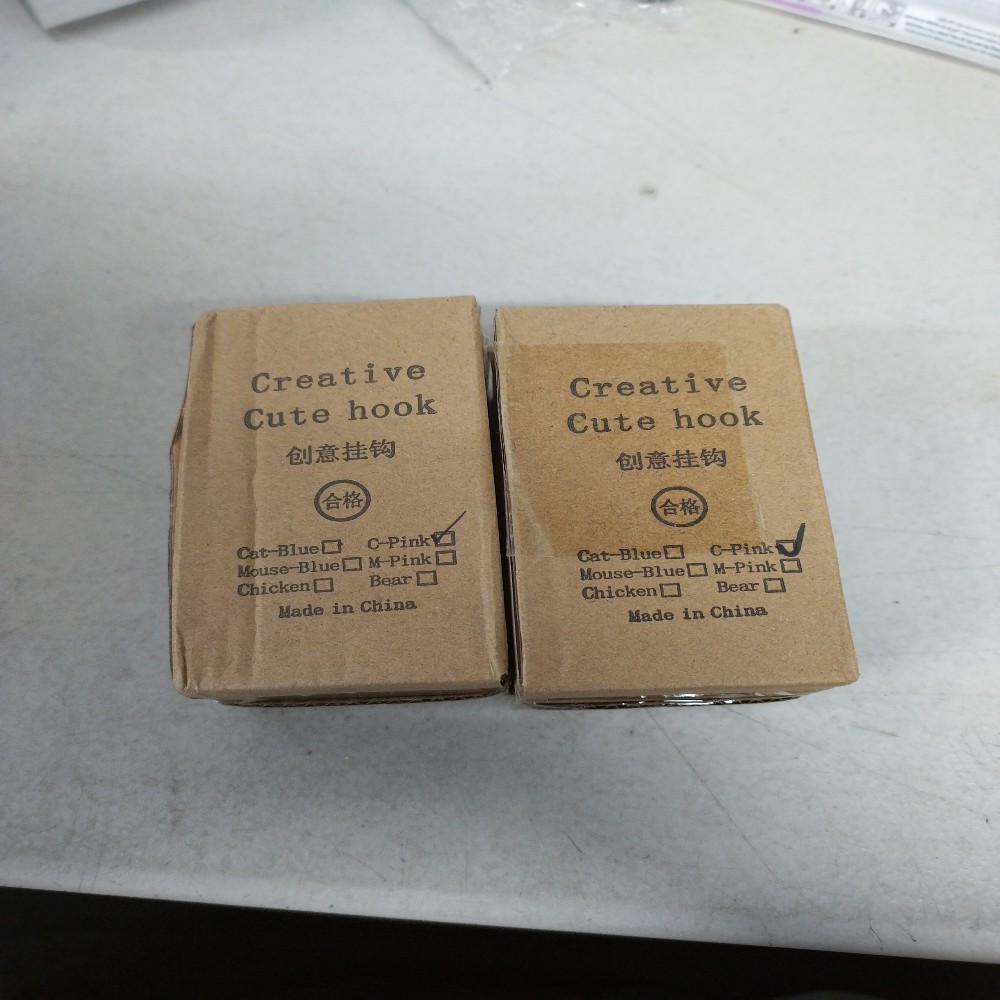 Creative
Cute hook
创意挂钩
合格
Cat-Blue C-Pink
Mouse-Blue M-Pink
Chicken Bear
Made in China
Creative
Cute hook
创意挂钩
合格
Cat-Blue C-Pink
Mouse-Blue M-Pink
Chicken Bear
Made in China